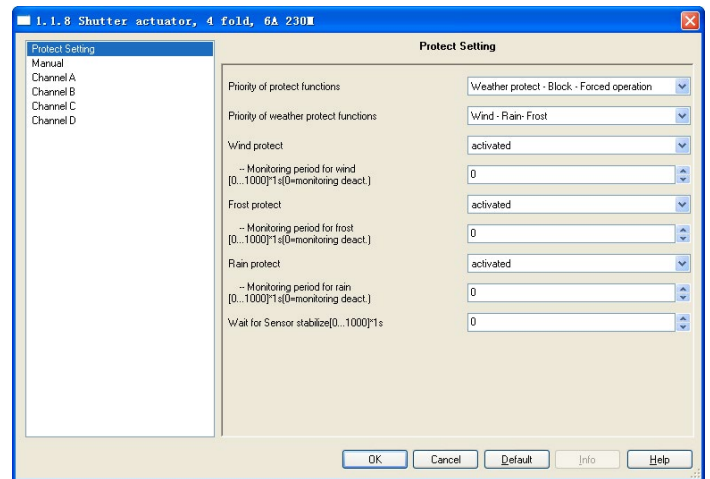 1.1.8 Shutter actuator, 4 fold, 6A 230
Protect Setting
Manual
Channel A
Channel B
Channel C
Channel D
Protect Setting
Priority of protect functions
Weather protect - Block - Forced operation
Priority of weather protect functions
Wind - Rain- Frost
Wind protect
activated
-- Monitoring period for wind
[0...1000]*1s(0=monitoring deact.)
0
Frost protect
activated
-- Monitoring period for frost
[0...1000]*1s(0=monitoring deact.)
0
Rain protect
activated
-- Monitoring period for rain
[0...1000]*1s(0=monitoring deact.)
0
Wait for Sensor stabilize[0...1000]*1s
0
OK
Cancel
Default
Info
Help